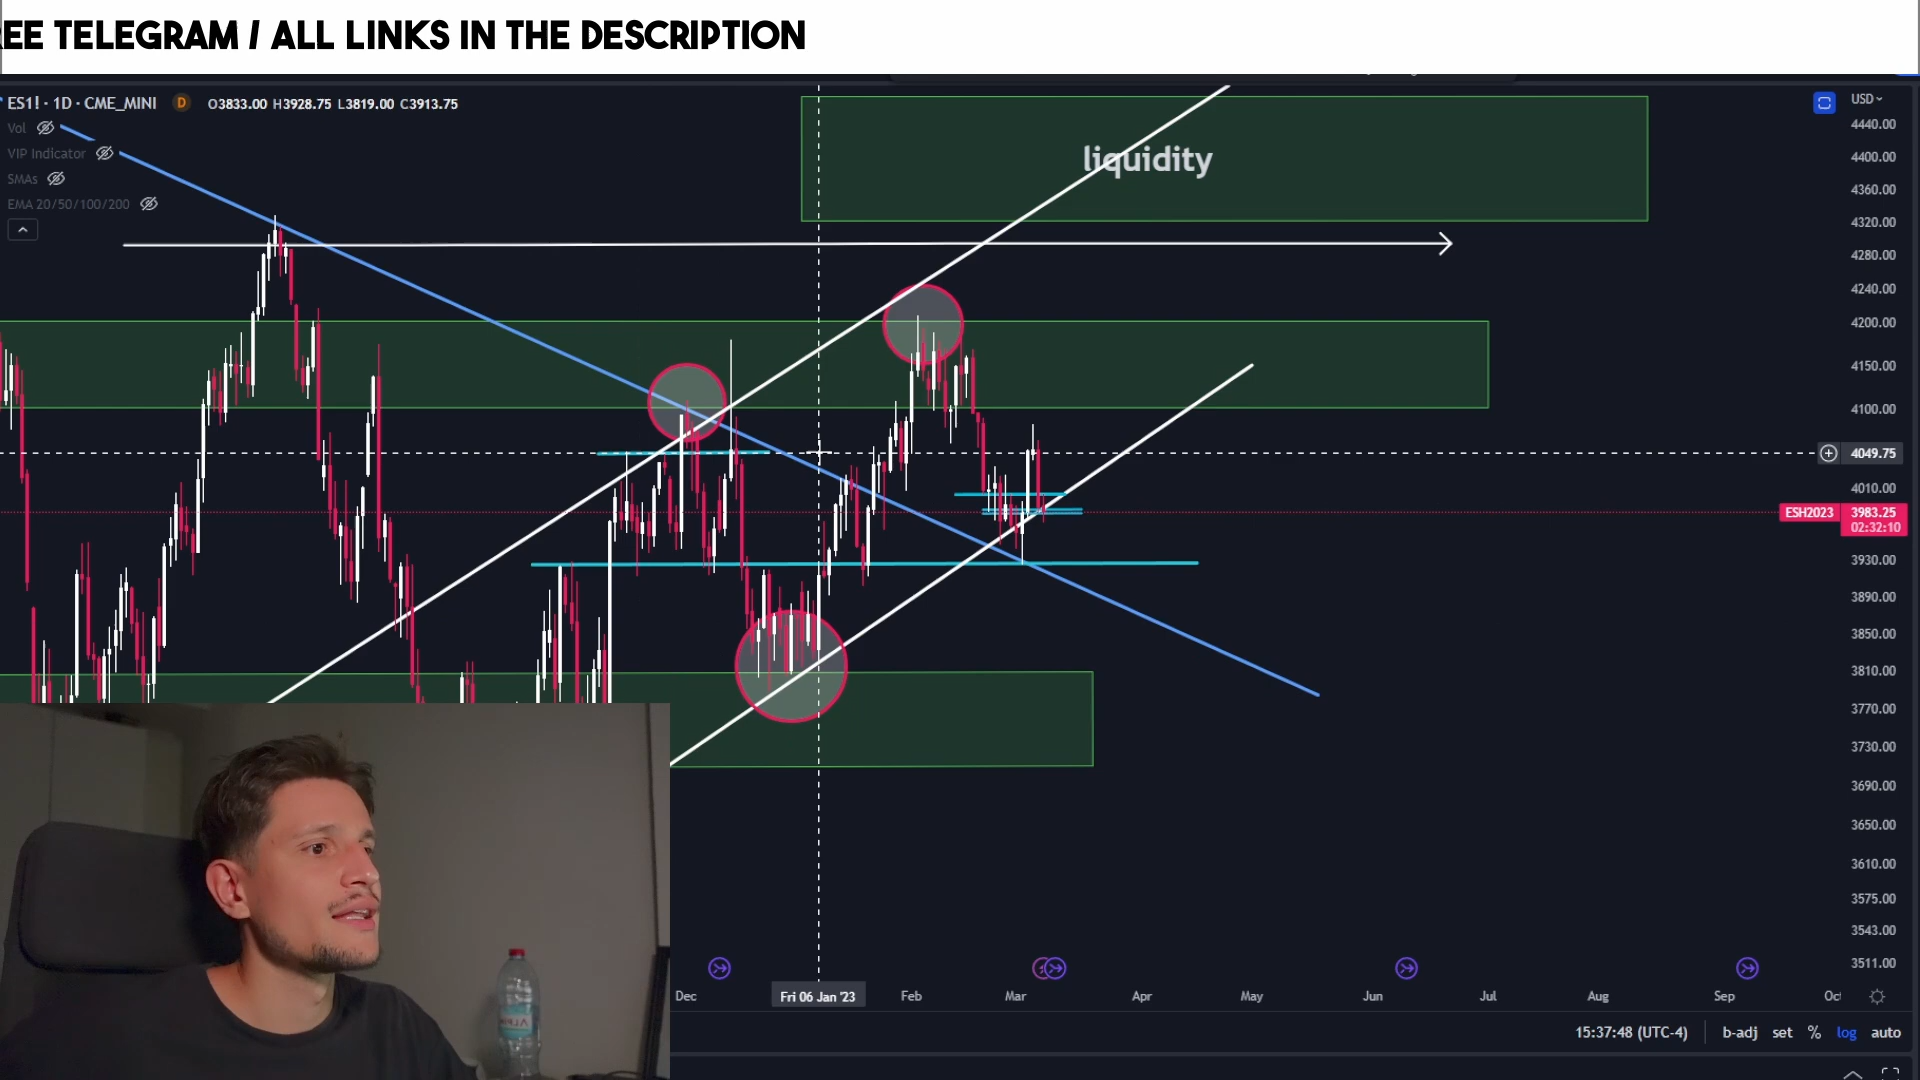 REE TELEGRAM / ALL LINKS IN THE DESCRIPTION
ES1! · 1D · CME_MINI D O3833.00 H3928.75 L3819.00 C3913.75
USD
Vol
VIP Indicator
SMAs
EMA 20/50/100/200
liquidity
4440.00
4400.00
4360.00
4320.00
4280.00
4240.00
4200.00
4150.00
4100.00
4049.75
4010.00
ESH2023 3983.25
02:32:10
3930.00
3890.00
3850.00
3810.00
3770.00
3730.00
3690.00
3650.00
3610.00
3575.00
3543.00
3511.00
Dec Fri 06 Jan '23 Feb Mar Apr May Jun Jul Aug Sep Oct
15:37:48 (UTC-4) b-adj set % log auto